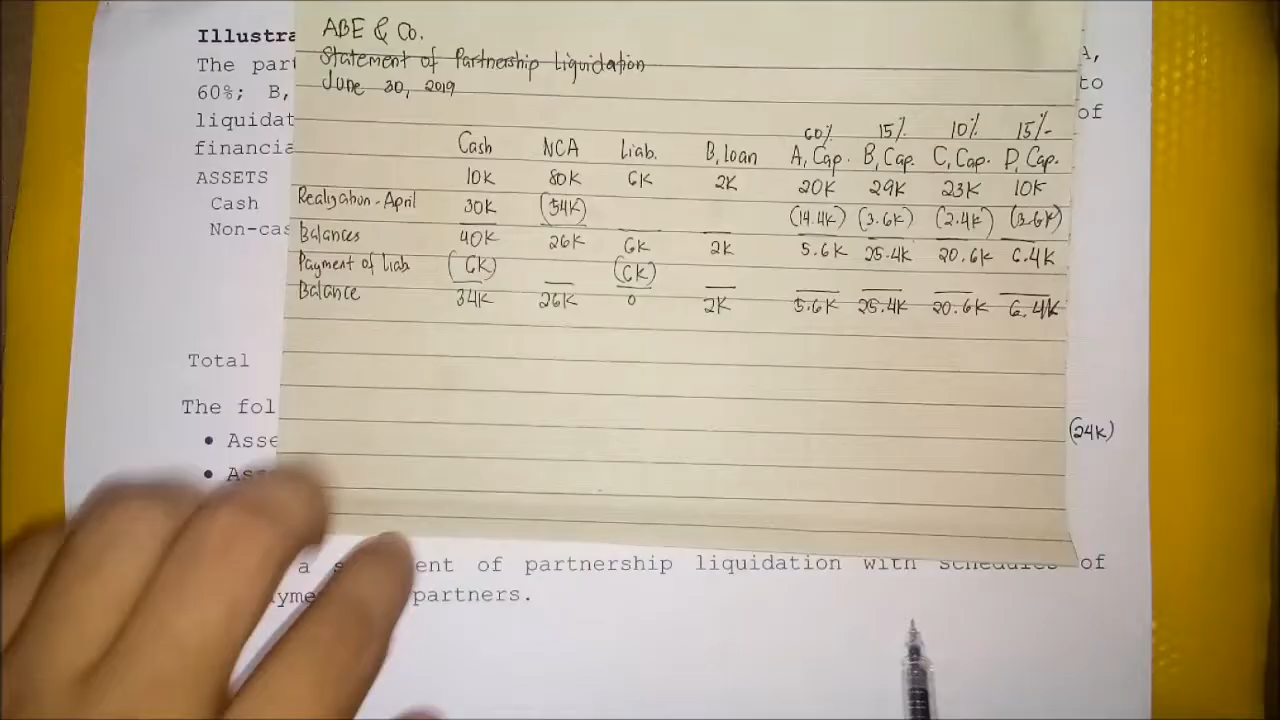 Illustra
ABE & Co.
Statement of Partnership Liquidation
June 30, 2019
The part
60%; B,
to
liquidat
of
financia
60% 15% 10% 15%
Cash NCA Liab. B, loan A, Cap. B, Cap. C, Cap. D, Cap.
ASSETS
10K 80K 6K 2K 20K 29K 23K 10K
Cash
Realization - April 30K (54K) (14.4K) (3.6K) (2.4K) (3.6K)
Non-cas
Balances 40K 26K 6K 2K 5.6K 25.4K 20.6K 6.4K
Payment of Liab (6K) (6K)
Balance 34K 26K 0 2K 5.6K 25.4K 20.6K 6.4K
Total
The fol
• Asse
(24K)
• Ass
a ent of partnership liquidation with schedules of
partners.